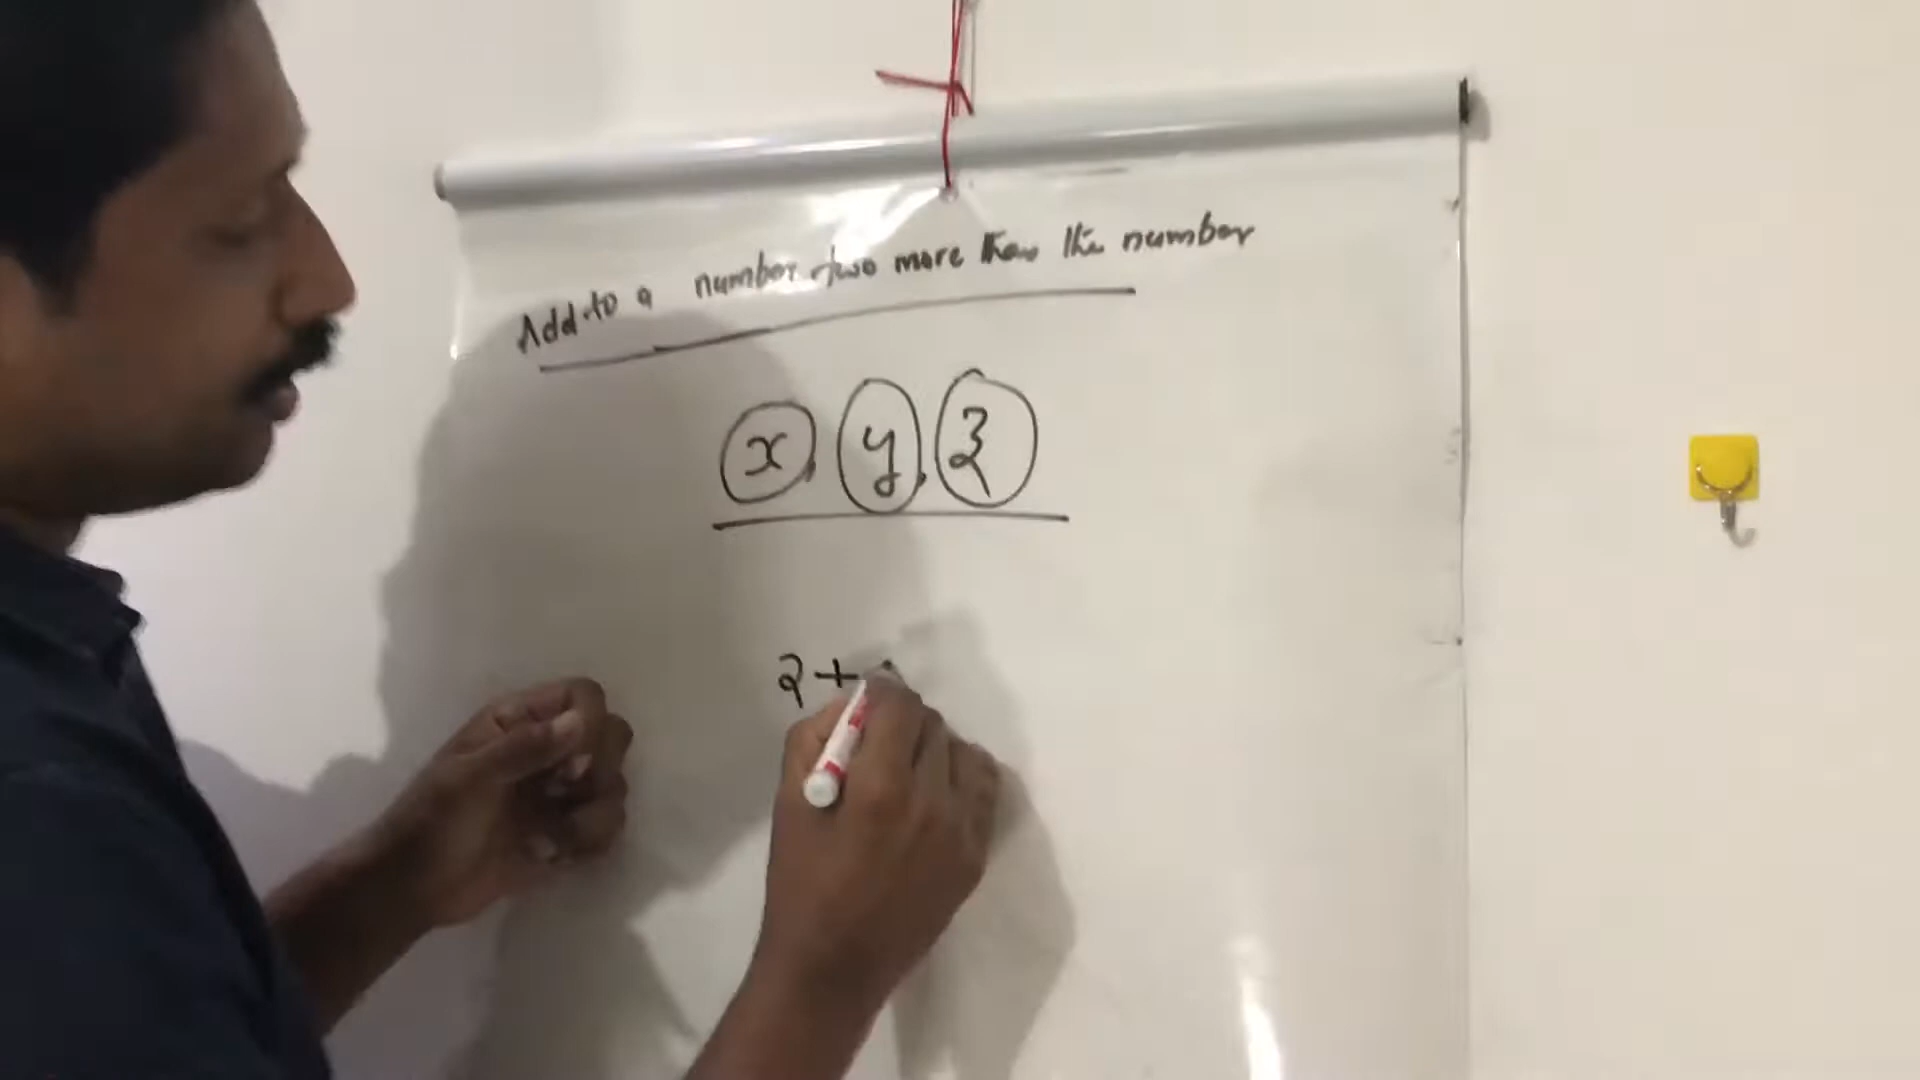 Add to a number two more than the number
x, y, z
2 +